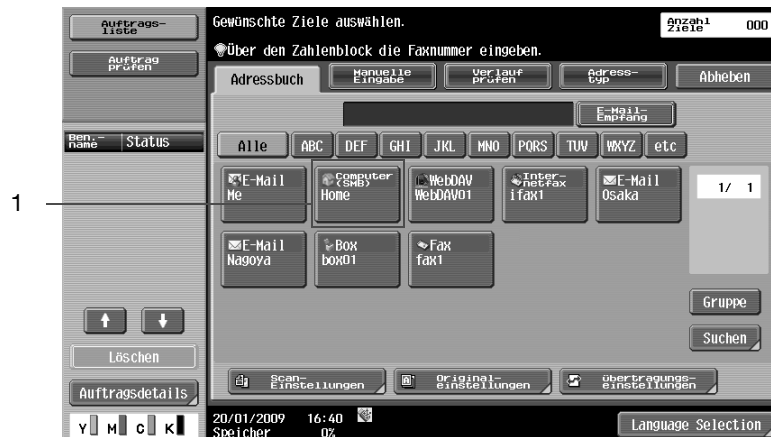 Auftrags-
liste
Auftrag
prüfen
Ben.-
name
Status
Löschen
Auftragsdetails
Y M C K
Gewünschte Ziele auswählen.
Anzahl
Ziele
000
Über den Zahlenblock die Faxnummer eingeben.
Adressbuch
Manuelle
Eingabe
Verlauf
prüfen
Adress-
typ
Abheben
E-Mail-
Empfang
Alle ABC DEF GHI JKL MNO PQRS TUV WXYZ etc
E-Mail
Me
Computer
(SMB)
Home
WebDAV
WebDAV01
Inter-
netfax
ifax1
E-Mail
Osaka
1/ 1
1
E-Mail
Nagoya
Box
box01
Fax
fax1
Gruppe
Suchen
Scan-
Einstellungen
Original-
einstellungen
übertragungs-
einstellungen
20/01/2009 16:40
Speicher 0%
Language Selection